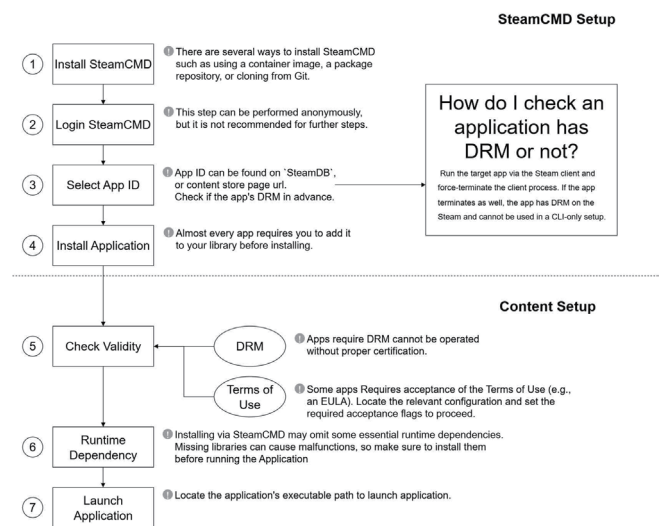 SteamCMD Setup
1
Install SteamCMD
! There are several ways to install SteamCMD
such as using a container image, a package
repository, or cloning from Git.
2
Login SteamCMD
! This step can be performed anonymously,
but it is not recommended for further steps.
3
Select App ID
! App ID can be found on `SteamDB`,
or content store page url.
Check if the app's DRM in advance.
How do I check an
application has
DRM or not?
Run the target app via the Steam client and
force-terminate the client process. If the app
terminates as well, the app has DRM on the
Steam and cannot be used in a CLI-only setup.
4
Install Application
! Almost every app requires you to add it
to your library before installing.
Content Setup
5
Check Validity
DRM
! Apps require DRM cannot be operated
without proper certification.
Terms of
Use
! Some apps Requires acceptance of the Terms of Use (e.g.,
an EULA). Locate the relevant configuration and set the
required acceptance flags to proceed.
6
Runtime
Dependency
! Installing via SteamCMD may omit some essential runtime dependencies.
Missing libraries can cause malfunctions, so make sure to install them
before running the Application
7
Launch
Application
! Locate the application's executable path to launch application.